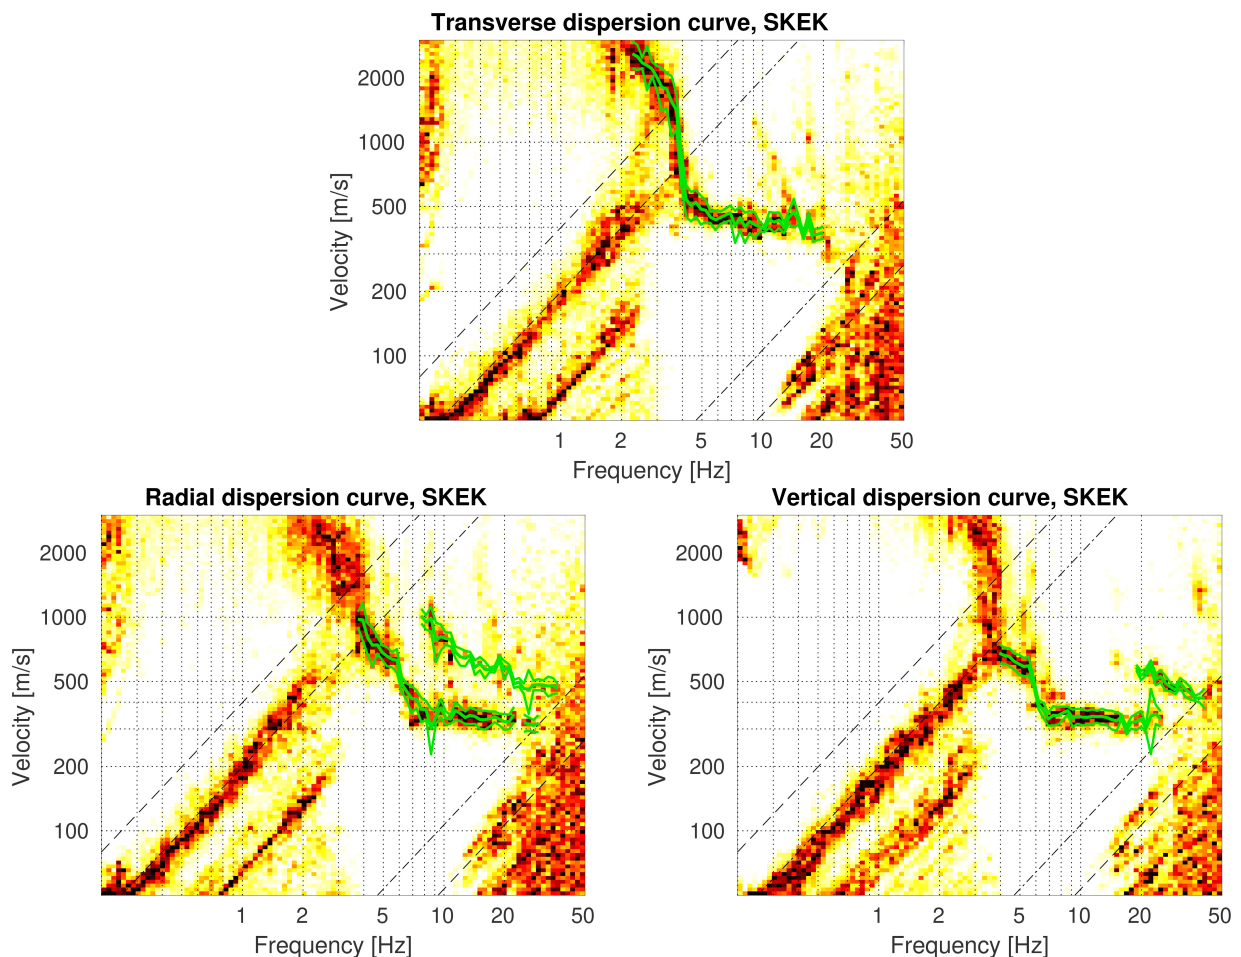 Transverse dispersion curve, SKEK
Velocity [m/s]
2000
1000
500
200
100
1 2 5 10 20 50
Frequency [Hz]
Radial dispersion curve, SKEK
Velocity [m/s]
2000
1000
500
200
100
1 2 5 10 20 50
Frequency [Hz]
Vertical dispersion curve, SKEK
Velocity [m/s]
2000
1000
500
200
100
1 2 5 10 20 50
Frequency [Hz]